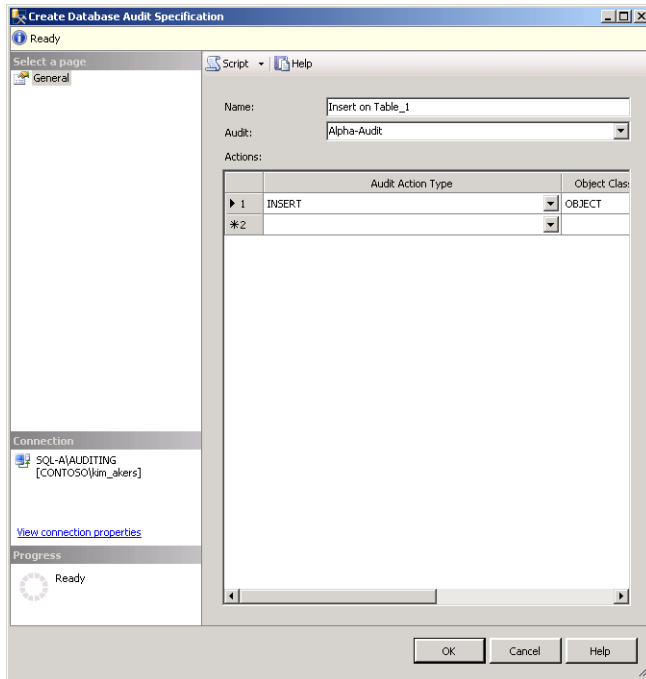 Create Database Audit Specification
Ready
Select a page
General
Script
Help
Name:
Insert on Table_1
Audit:
Alpha-Audit
Actions:
Audit Action Type
Object Clas
1
INSERT
OBJECT
*2
Connection
SQL-A\AUDITING
[CONTOSO\kim_akers]
View connection properties
Progress
Ready
OK
Cancel
Help